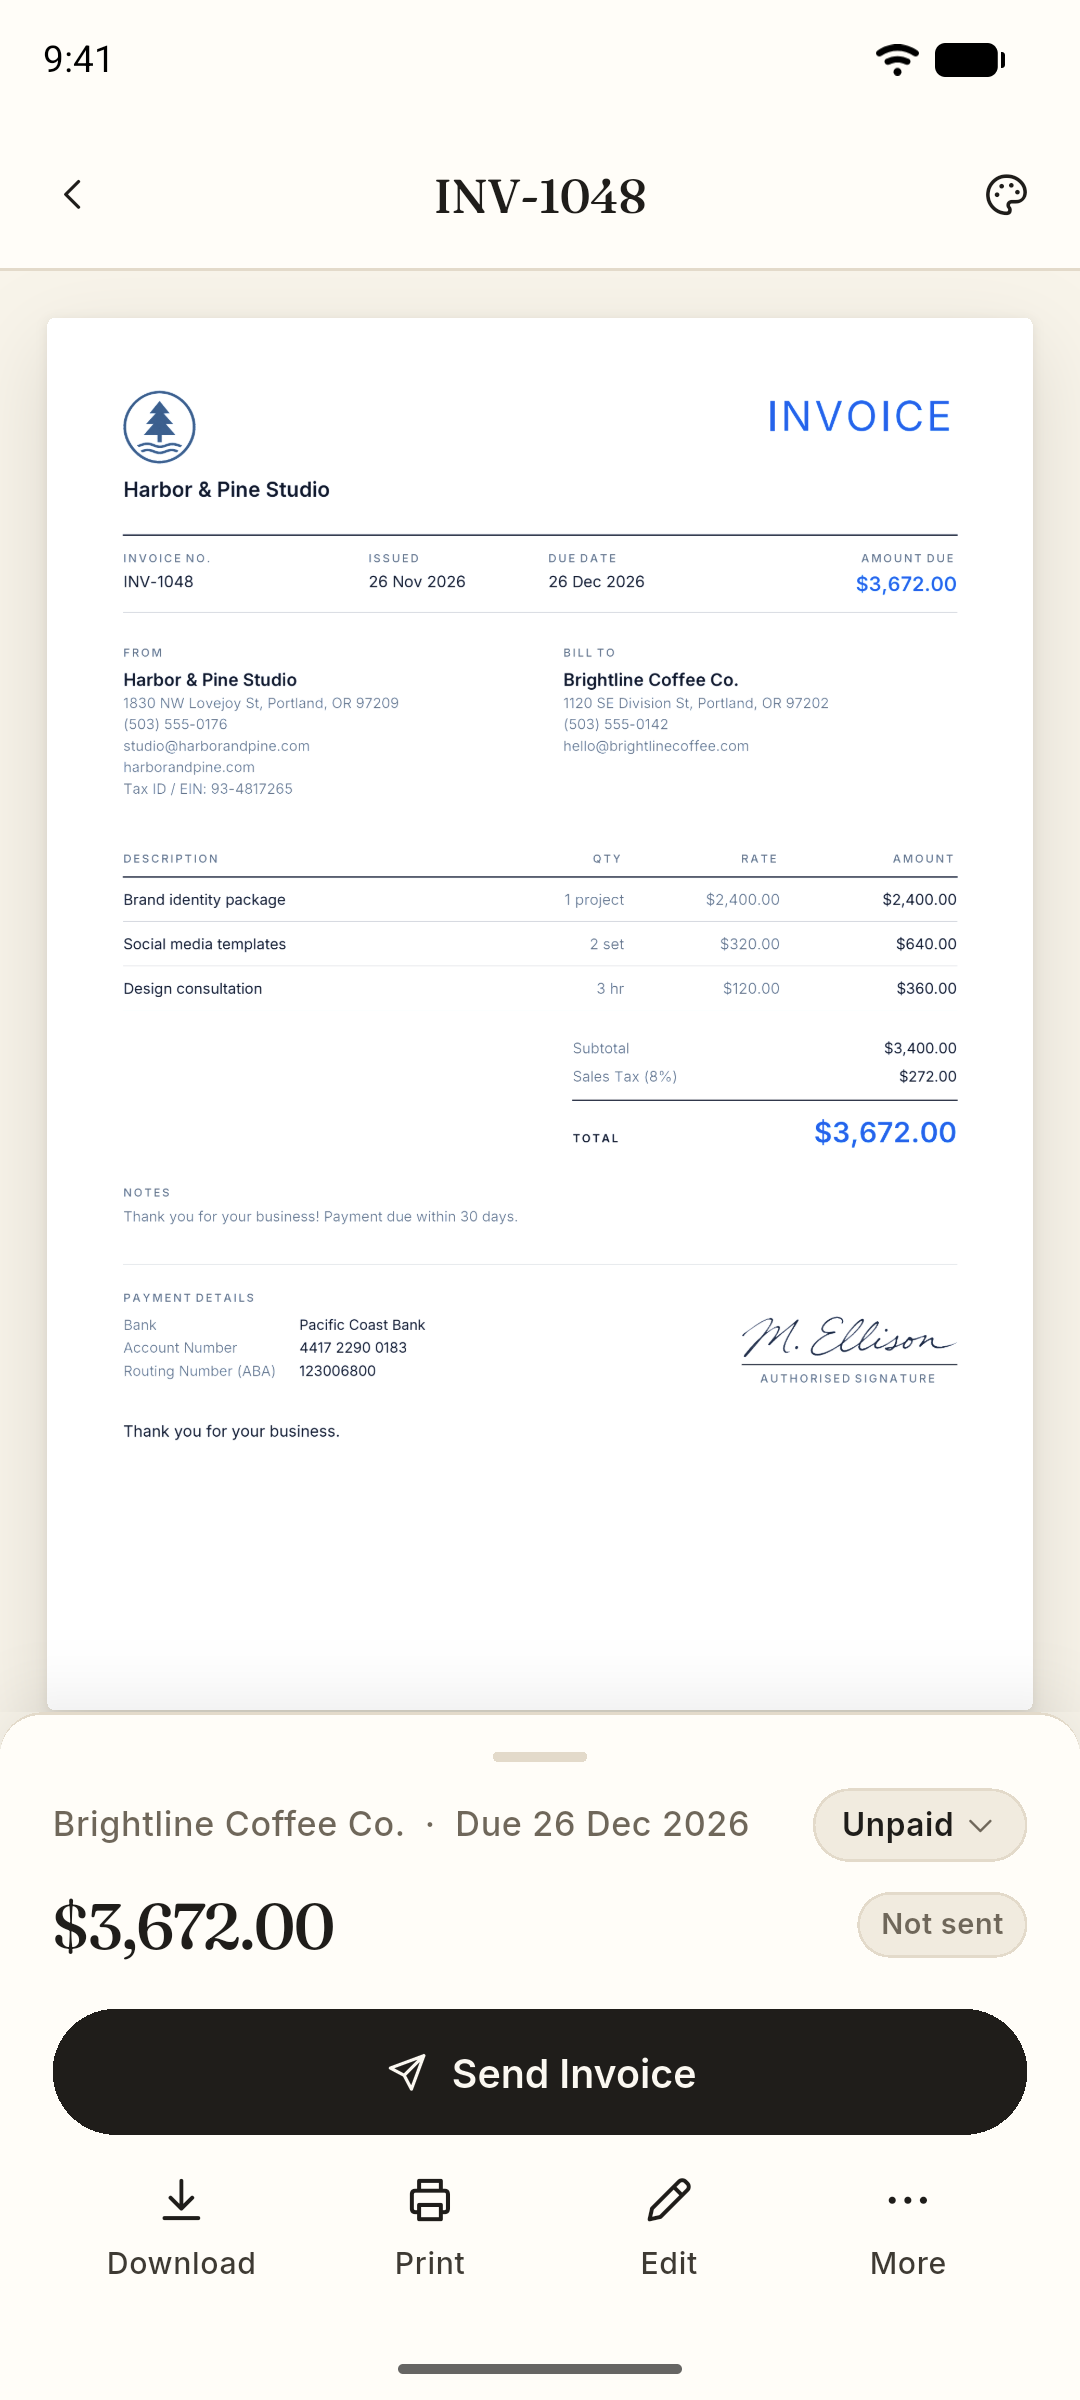 9:41
INV-1048
INVOICE
Harbor & Pine Studio
INVOICE NO. ISSUED DUE DATE AMOUNT DUE
INV-1048 26 Nov 2026 26 Dec 2026 $3,672.00
FROM
Harbor & Pine Studio
1830 NW Lovejoy St, Portland, OR 97209
(503) 555-0176
studio@harborandpine.com
harborandpine.com
Tax ID / EIN: 93-4817265
BILL TO
Brightline Coffee Co.
1120 SE Division St, Portland, OR 97202
(503) 555-0142
hello@brightlinecoffee.com
DESCRIPTION QTY RATE AMOUNT
Brand identity package 1 project $2,400.00 $2,400.00
Social media templates 2 set $320.00 $640.00
Design consultation 3 hr $120.00 $360.00
Subtotal $3,400.00
Sales Tax (8%) $272.00
TOTAL $3,672.00
NOTES
Thank you for your business! Payment due within 30 days.
PAYMENT DETAILS
Bank Pacific Coast Bank
Account Number 4417 2290 0183
Routing Number (ABA) 123006800
M. Ellison
AUTHORISED SIGNATURE
Thank you for your business.
Brightline Coffee Co. · Due 26 Dec 2026 Unpaid
$3,672.00 Not sent
Send Invoice
Download Print Edit More